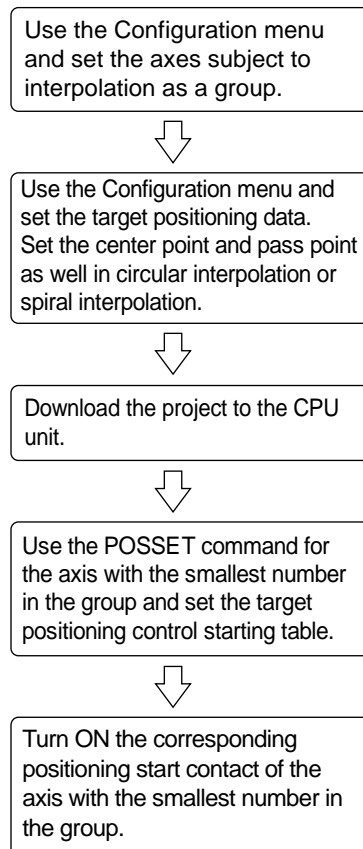 Use the Configuration menu
and set the axes subject to
interpolation as a group.
Use the Configuration menu and
set the target positioning data.
Set the center point and pass point
as well in circular interpolation or
spiral interpolation.
Download the project to the CPU
unit.
Use the POSSET command for
the axis with the smallest number
in the group and set the target
positioning control starting table.
Turn ON the corresponding
positioning start contact of the
axis with the smallest number in
the group.